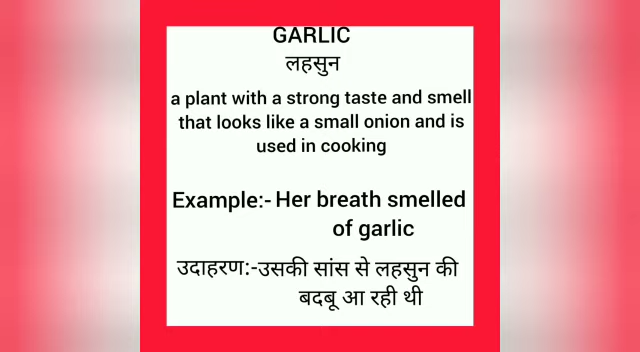 GARLIC
लहसुन
a plant with a strong taste and smell
that looks like a small onion and is
used in cooking
Example:- Her breath smelled
of garlic
उदाहरण:-उसकी सांस से लहसुन की
बदबू आ रही थी